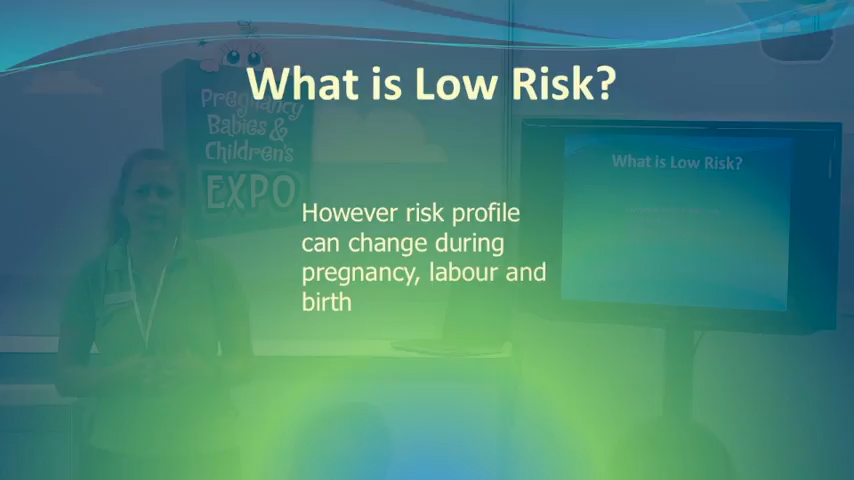 What is Low Risk?
Pregnancy
Babies &
Children's
EXPO
What is Low Risk?
However risk profile
can change during
pregnancy, labour and
birth